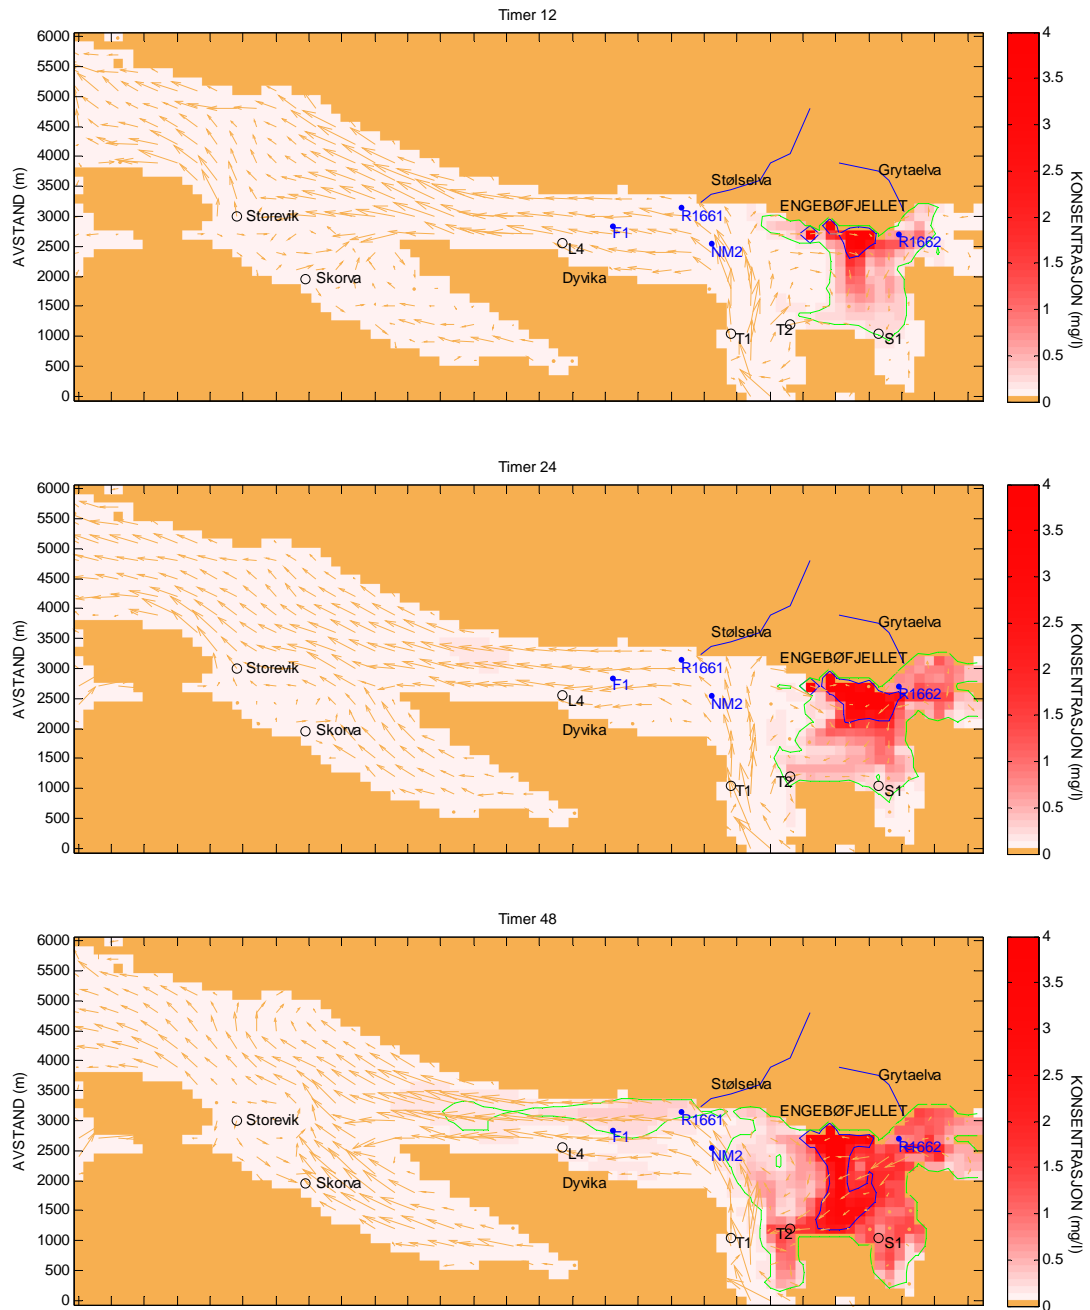 Timer 12
AVSTAND (m)
6000
5500
5000
4500
4000
3500
3000
2500
2000
1500
1000
500
0
Stølselva
Grytaelva
ENGEBØFJELLET
Storevik
R1661
F1
L4
NM2
R1662
Skorva
Dyvika
T2
T1
S1
4
3.5
3
2.5
2
1.5
1
0.5
0
KONSENTRASJON (mg/l)
Timer 24
AVSTAND (m)
6000
5500
5000
4500
4000
3500
3000
2500
2000
1500
1000
500
0
Stølselva
Grytaelva
ENGEBØFJELLET
Storevik
R1661
F1
L4
NM2
R1662
Skorva
Dyvika
T2
T1
S1
4
3.5
3
2.5
2
1.5
1
0.5
0
KONSENTRASJON (mg/l)
Timer 48
AVSTAND (m)
6000
5500
5000
4500
4000
3500
3000
2500
2000
1500
1000
500
0
Stølselva
Grytaelva
ENGEBØFJELLET
Storevik
R1661
F1
L4
NM2
R1662
Skorva
Dyvika
T2
T1
S1
4
3.5
3
2.5
2
1.5
1
0.5
0
KONSENTRASJON (mg/l)